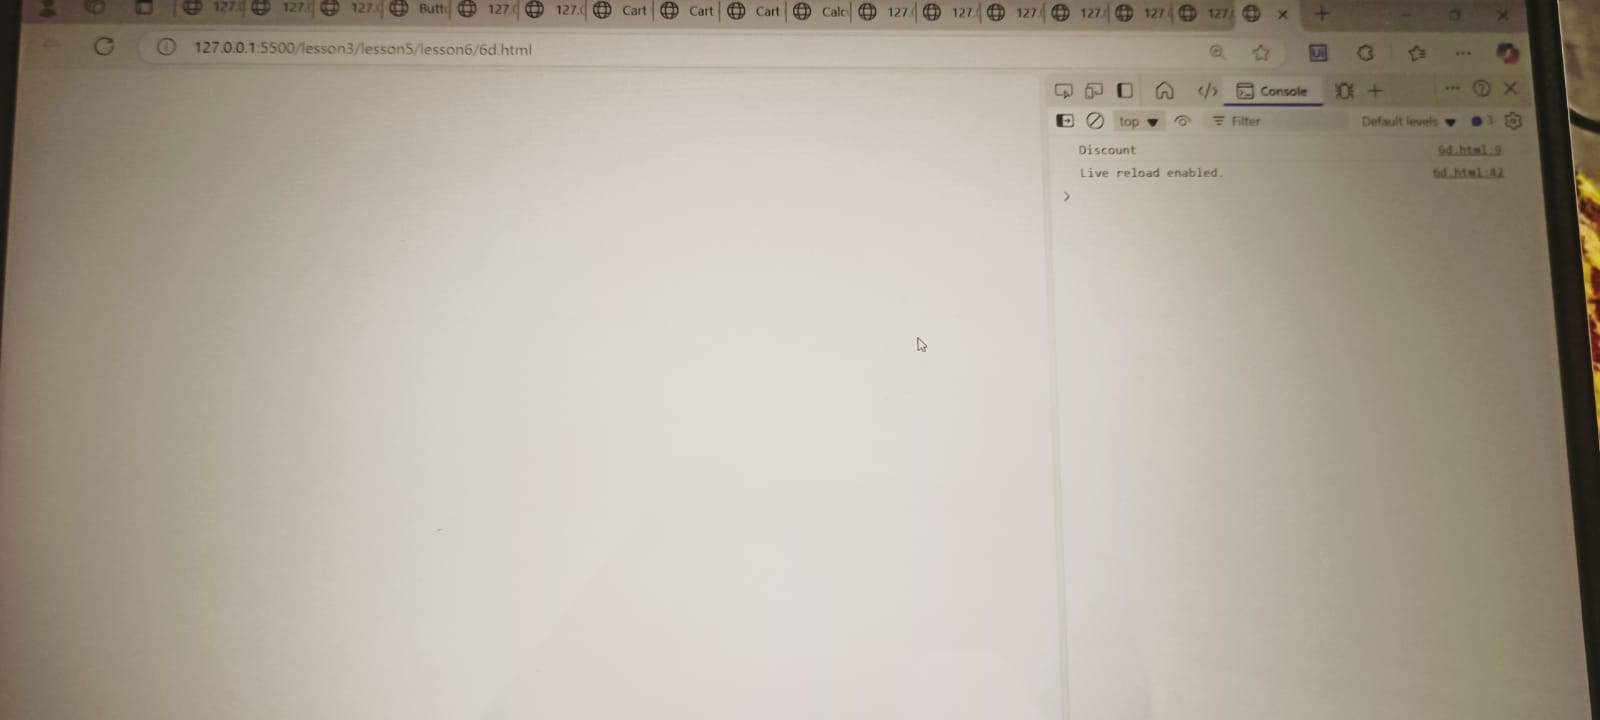 127. 127. 127. Butt 127. 127. Cart Cart Cart Calc 127. 127. 127. 127. 127. 127.
127.0.0.1:5500/lesson3/lesson5/lesson6/6d.html
Console
top Filter Default levels 3
Discount 6d.html:9
Live reload enabled. 6d.html:42